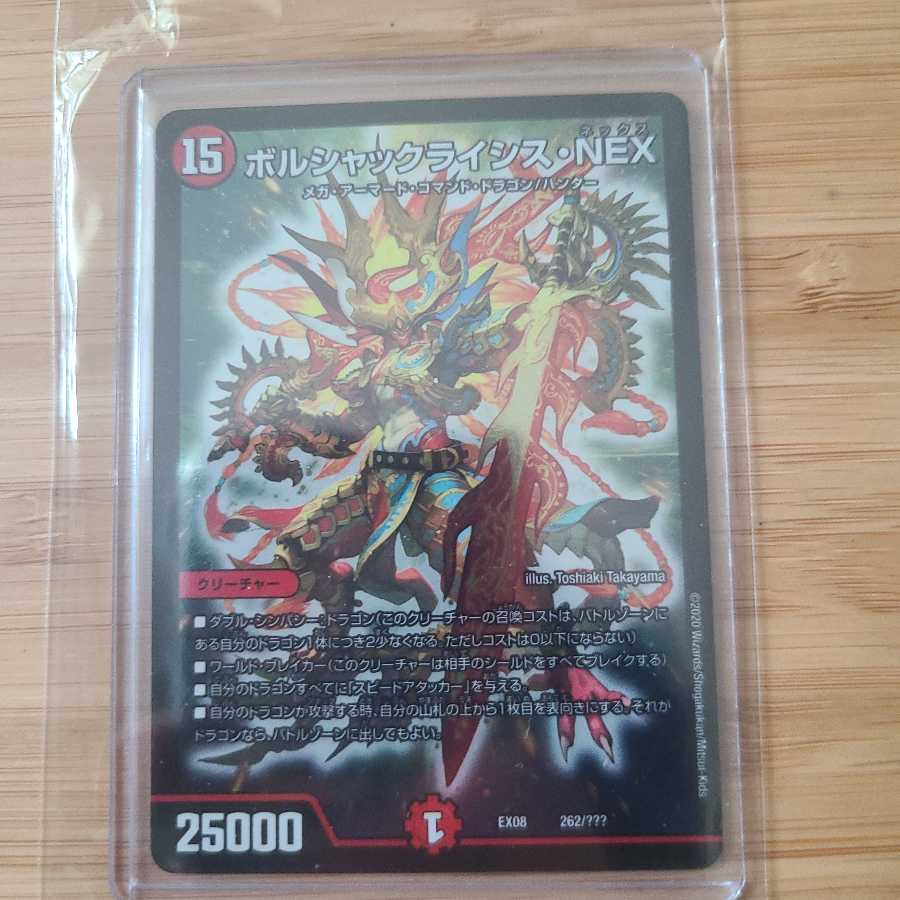 15
ネックス
ボルシャックライシス・NEX
メガ・アーマード・コマンド・ドラゴン/ハンター
illus. Toshiaki Takayama
クリーチャー
■ダブル・シンパシー:ドラゴン(このクリーチャーの召喚コストは、バトルゾーンに
ある自分のドラゴン1体につき2少なくなる。ただしコストは0以下にならない)
■ワールド・ブレイカー(このクリーチャーは相手のシールドをすべてブレイクする)
■自分のドラゴンすべてに「スピードアタッカー」を与える。
■自分のドラゴンが攻撃する時、自分の山札の上から1枚目を表向きにする。それが
ドラゴンなら、バトルゾーンに出してもよい。
©2020 Wizards/Shogakukan/Mitsui-Kids
25000
1
EX08 262/???